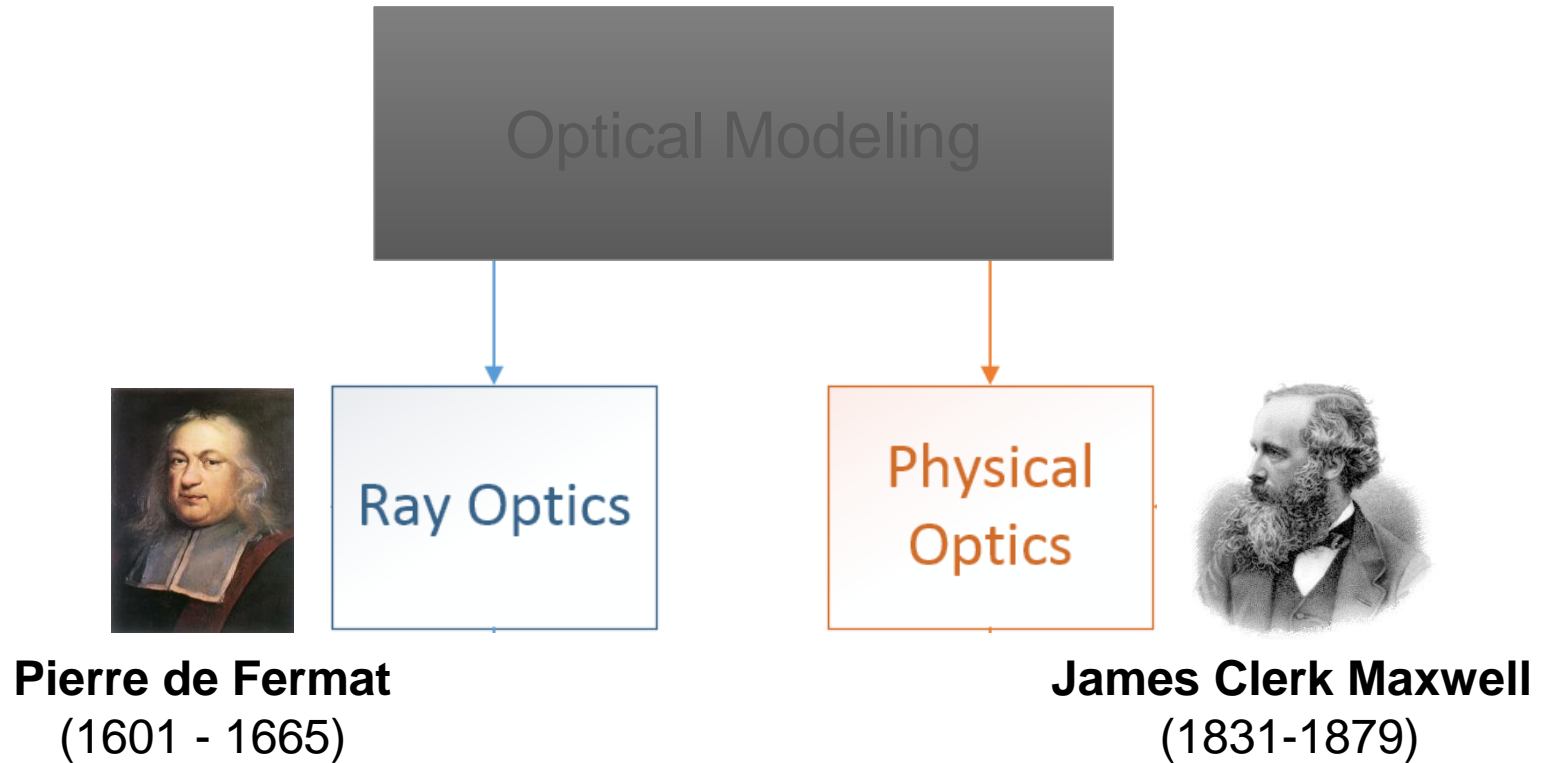 Optical Modeling
Ray Optics
Physical
Optics
Pierre de Fermat
(1601 - 1665)
James Clerk Maxwell
(1831-1879)